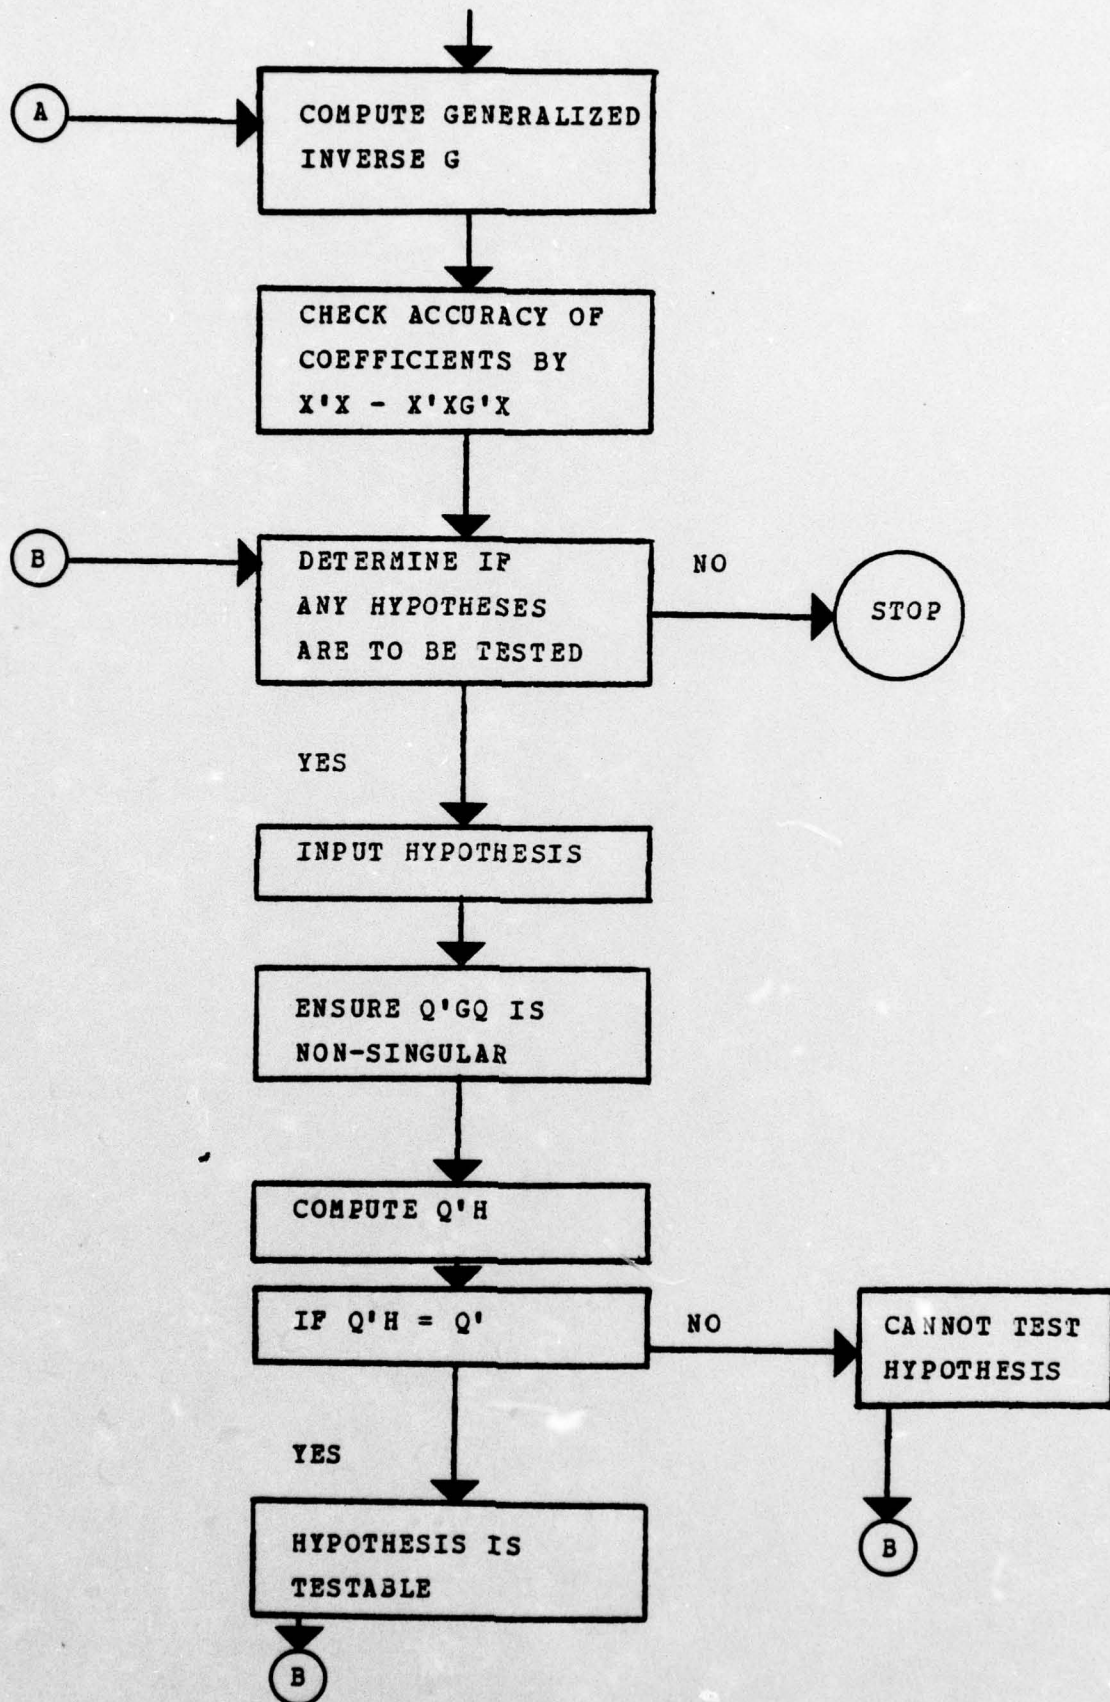 A
COMPUTE GENERALIZED
INVERSE G
CHECK ACCURACY OF
COEFFICIENTS BY
X'X - X'XG'X
B
DETERMINE IF
ANY HYPOTHESES
ARE TO BE TESTED
NO
STOP
YES
INPUT HYPOTHESIS
ENSURE Q'GQ IS
NON-SINGULAR
COMPUTE Q'H
IF Q'H = Q'
NO
CANNOT TEST
HYPOTHESIS
YES
B
HYPOTHESIS IS
TESTABLE
B